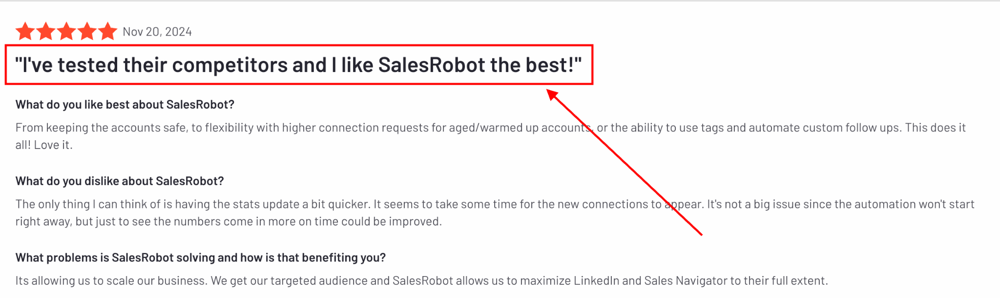 Nov 20, 2024
"I've tested their competitors and I like SalesRobot the best!"
What do you like best about SalesRobot?
From keeping the accounts safe, to flexibility with higher connection requests for aged/warmed up accounts, or the ability to use tags and automate custom follow ups. This does it
all! Love it.
What do you dislike about SalesRobot?
The only thing I can think of is having the stats update a bit quicker. It seems to take some time for the new connections to appear. It's not a big issue since the automation won't start
right away, but just to see the numbers come in more on time could be improved.
What problems is SalesRobot solving and how is that benefiting you?
Its allowing us to scale our business. We get our targeted audience and SalesRobot allows us to maximize LinkedIn and Sales Navigator to their full extent.